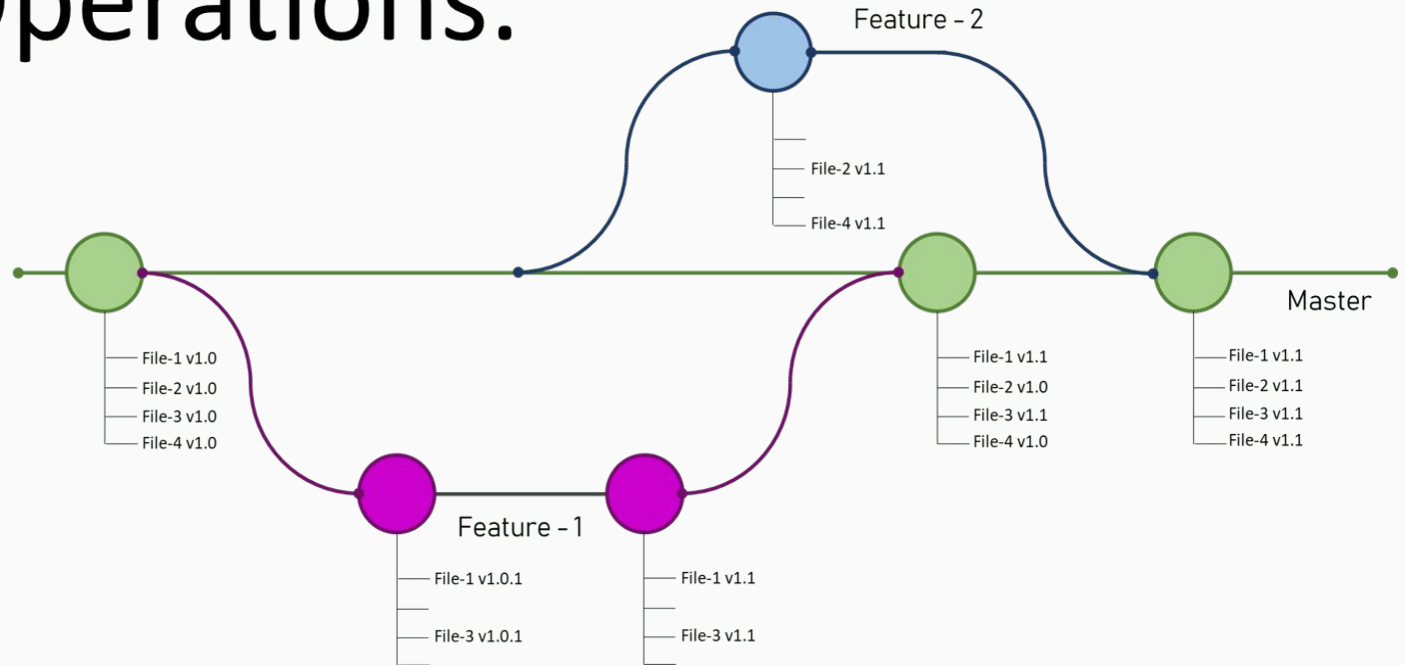 perations.
Feature - 2
File-2 v1.1
File-4 v1.1
Master
File-1 v1.0
File-2 v1.0
File-3 v1.0
File-4 v1.0
File-1 v1.1
File-2 v1.0
File-3 v1.1
File-4 v1.0
File-1 v1.1
File-2 v1.1
File-3 v1.1
File-4 v1.1
Feature - 1
File-1 v1.0.1
File-3 v1.0.1
File-1 v1.1
File-3 v1.1